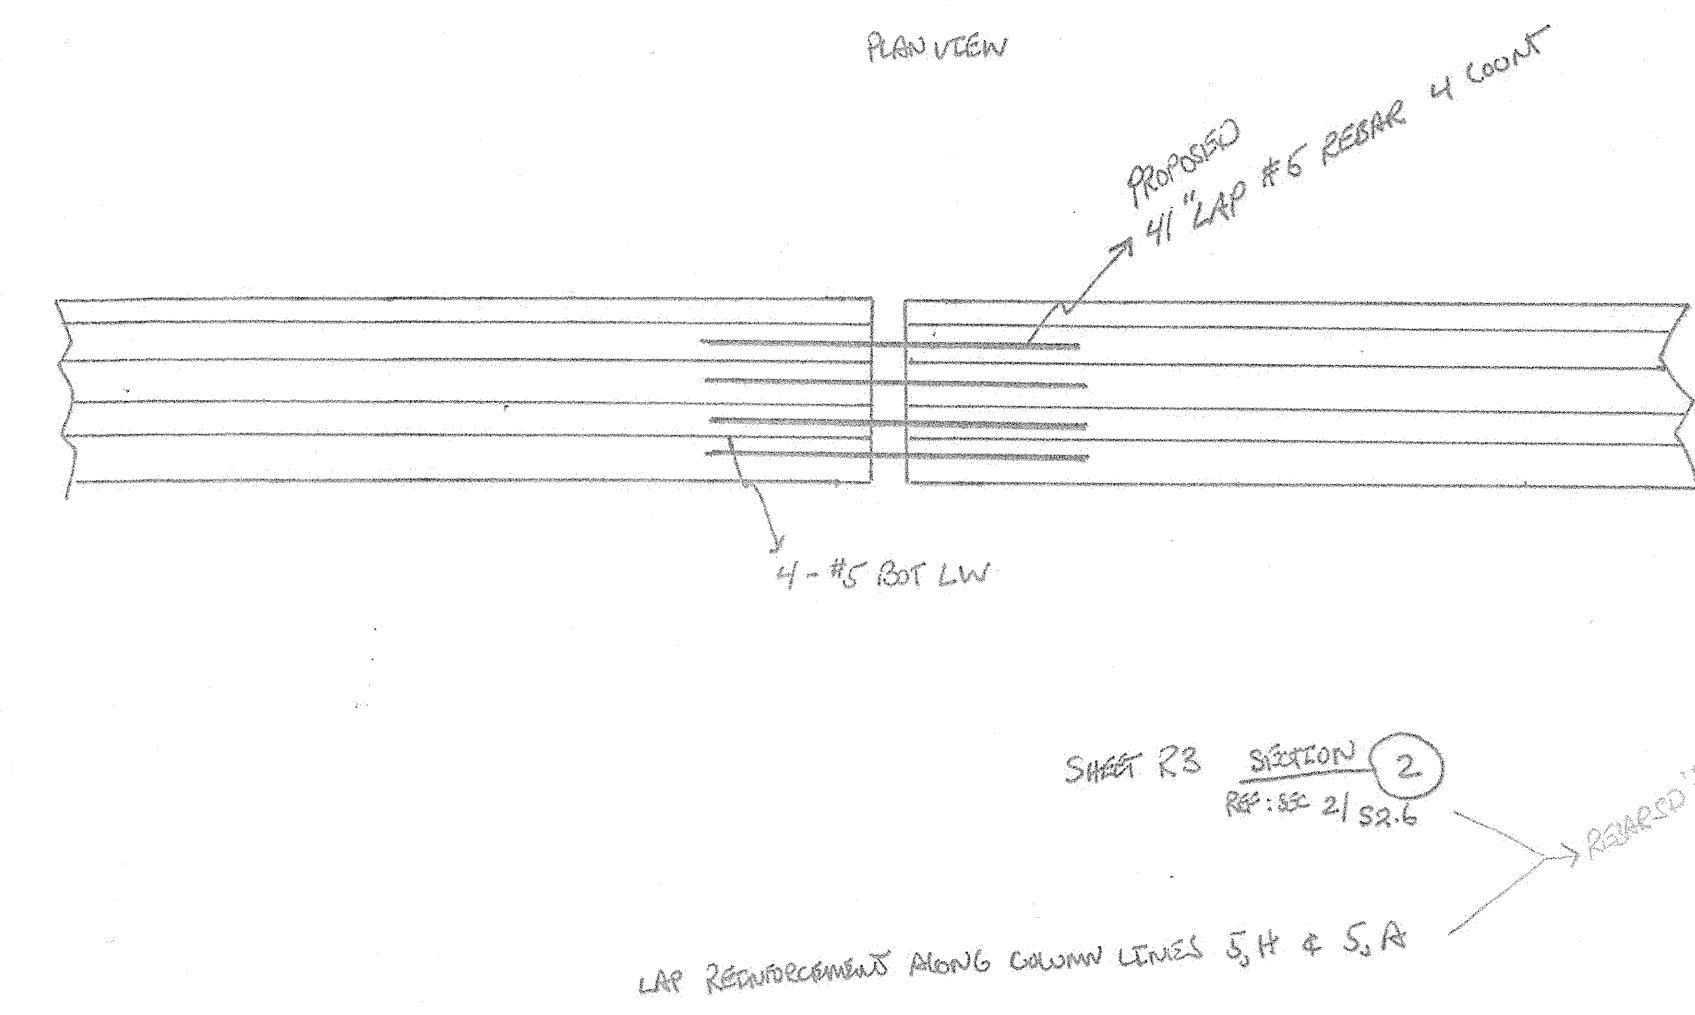 PLAN VIEW
PROPOSED
41" LAP #5 REBAR 4 COUNT
4 - #5 BOT LW
SHEET R3 SECTION 2
REF: SEC 2/S2.6
LAP REINFORCEMENT ALONG COLUMN LINES 5,H & 5,A